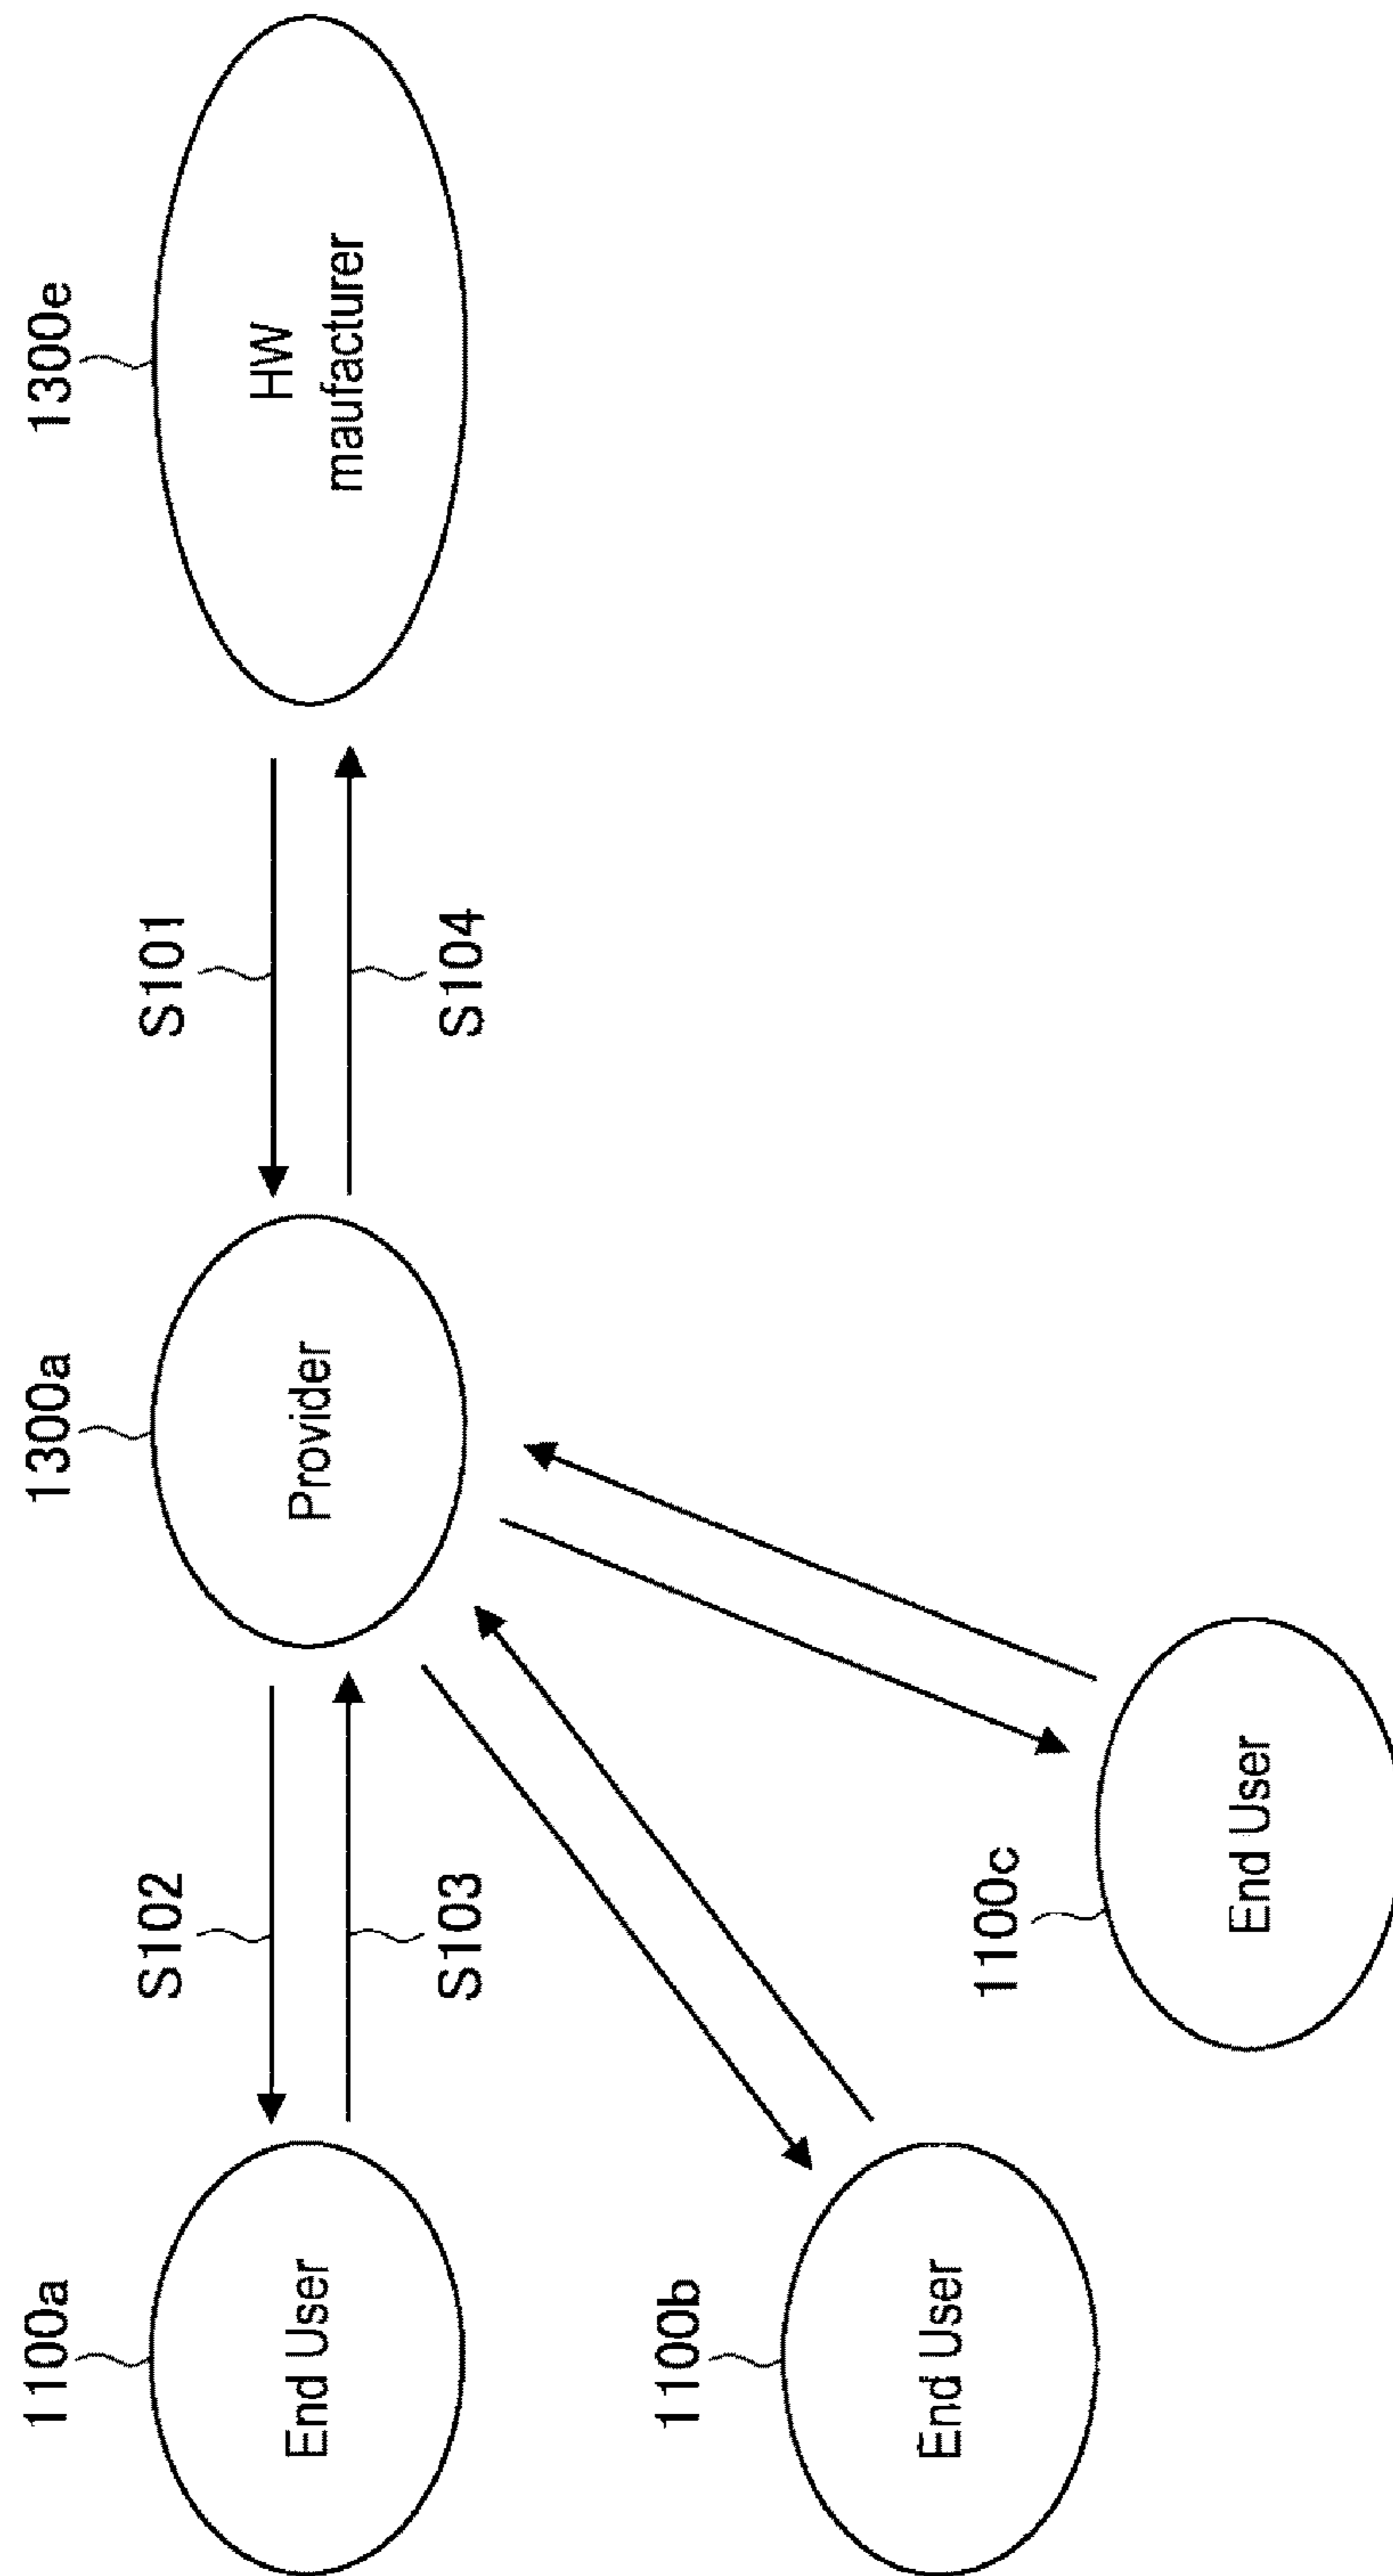 1100a
End User
S102
S103
1300a
Provider
S101
S104
1300e
HW
maufacturer
1100b
End User
1100c
End User